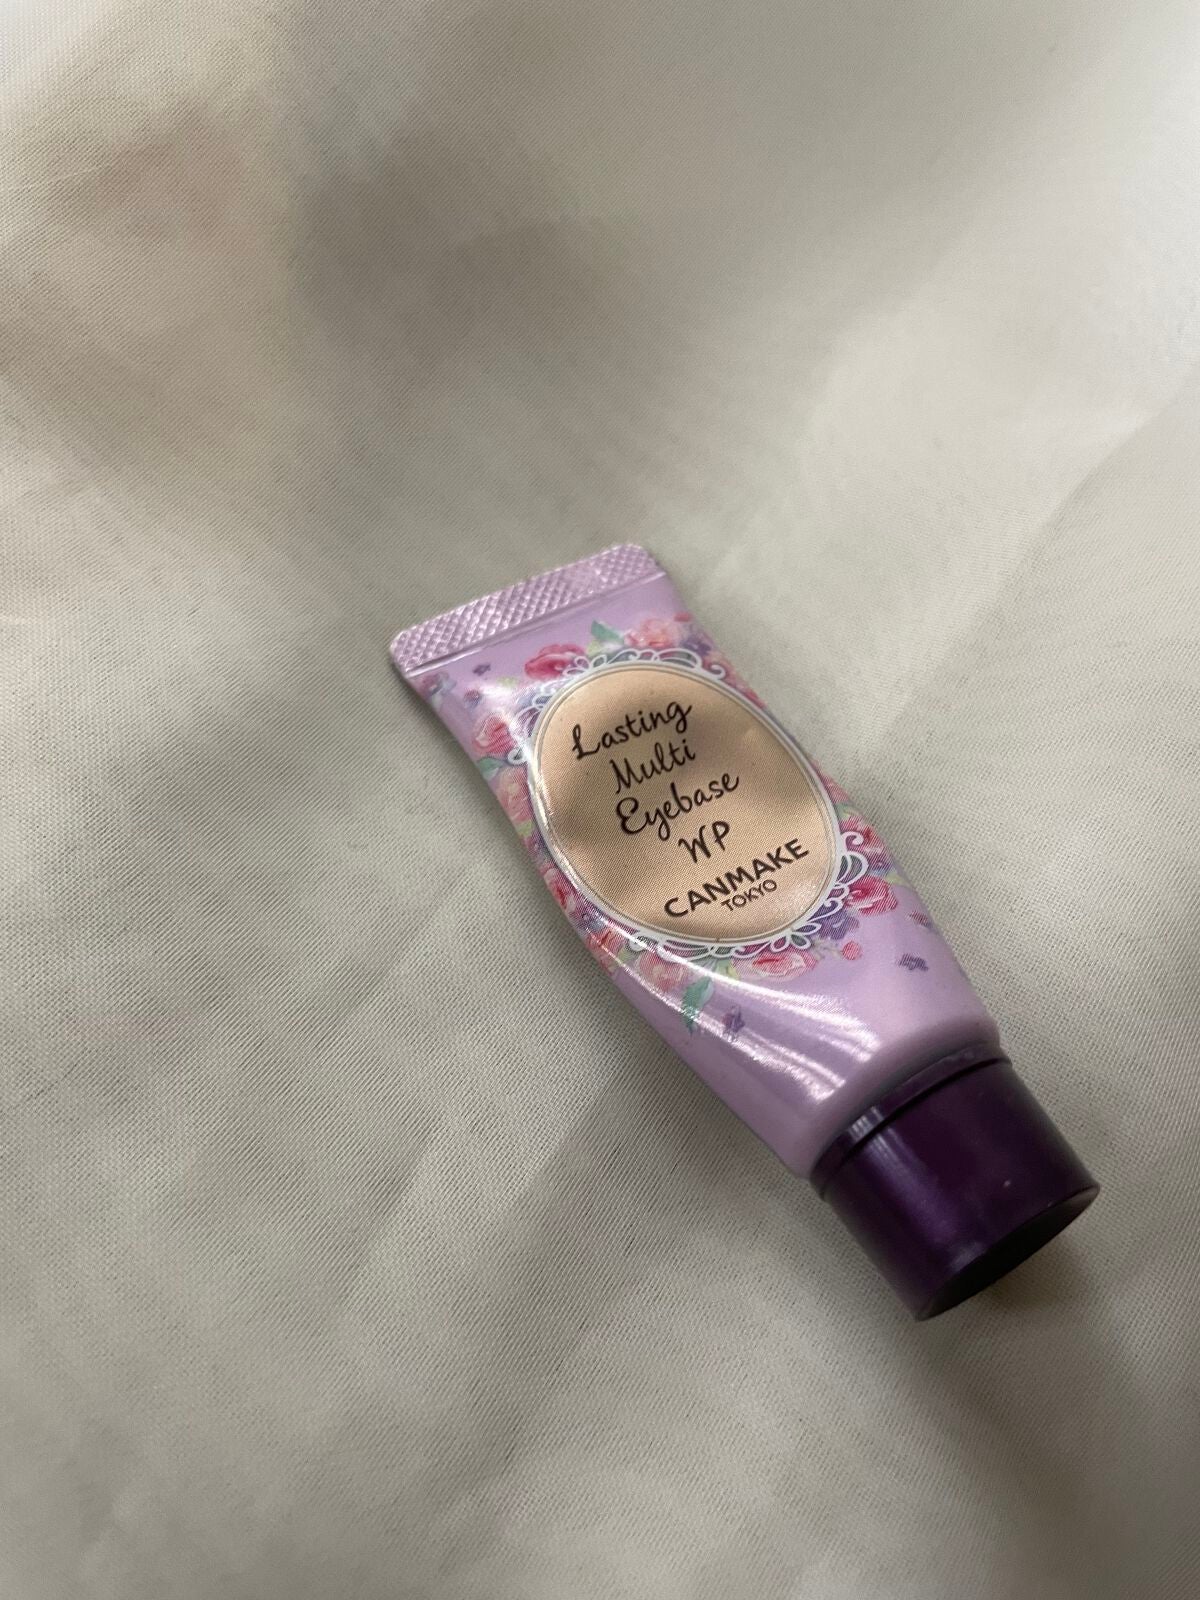 Lasting
Multi
Eyebase
WP
CANMAKE
TOKYO